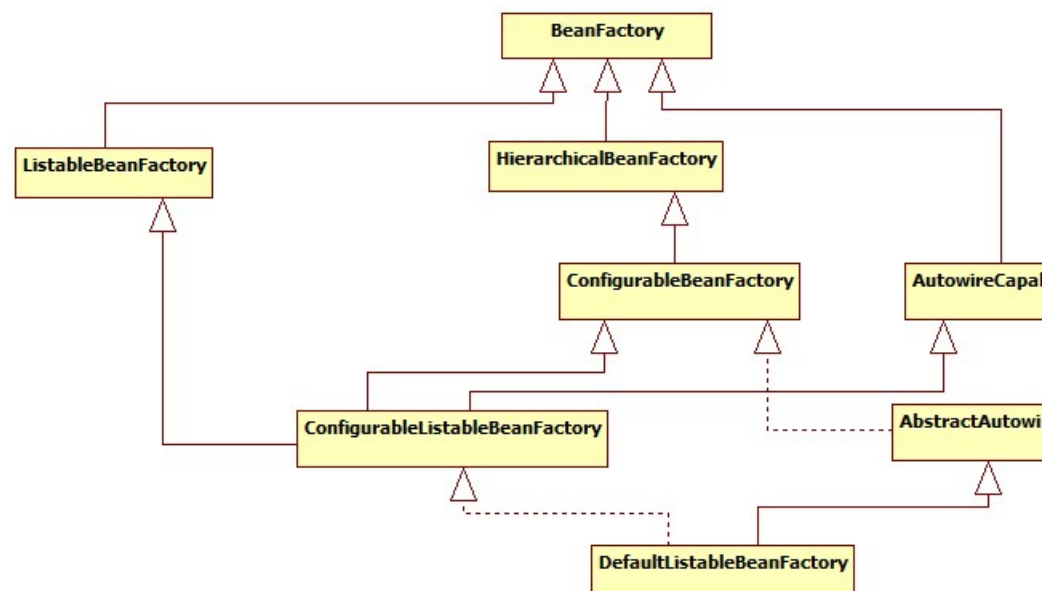 BeanFactory
ListableBeanFactory
HierarchicalBeanFactory
ConfigurableBeanFactory
AutowireCapal
ConfigurableListableBeanFactory
AbstractAutowi
DefaultListableBeanFactory